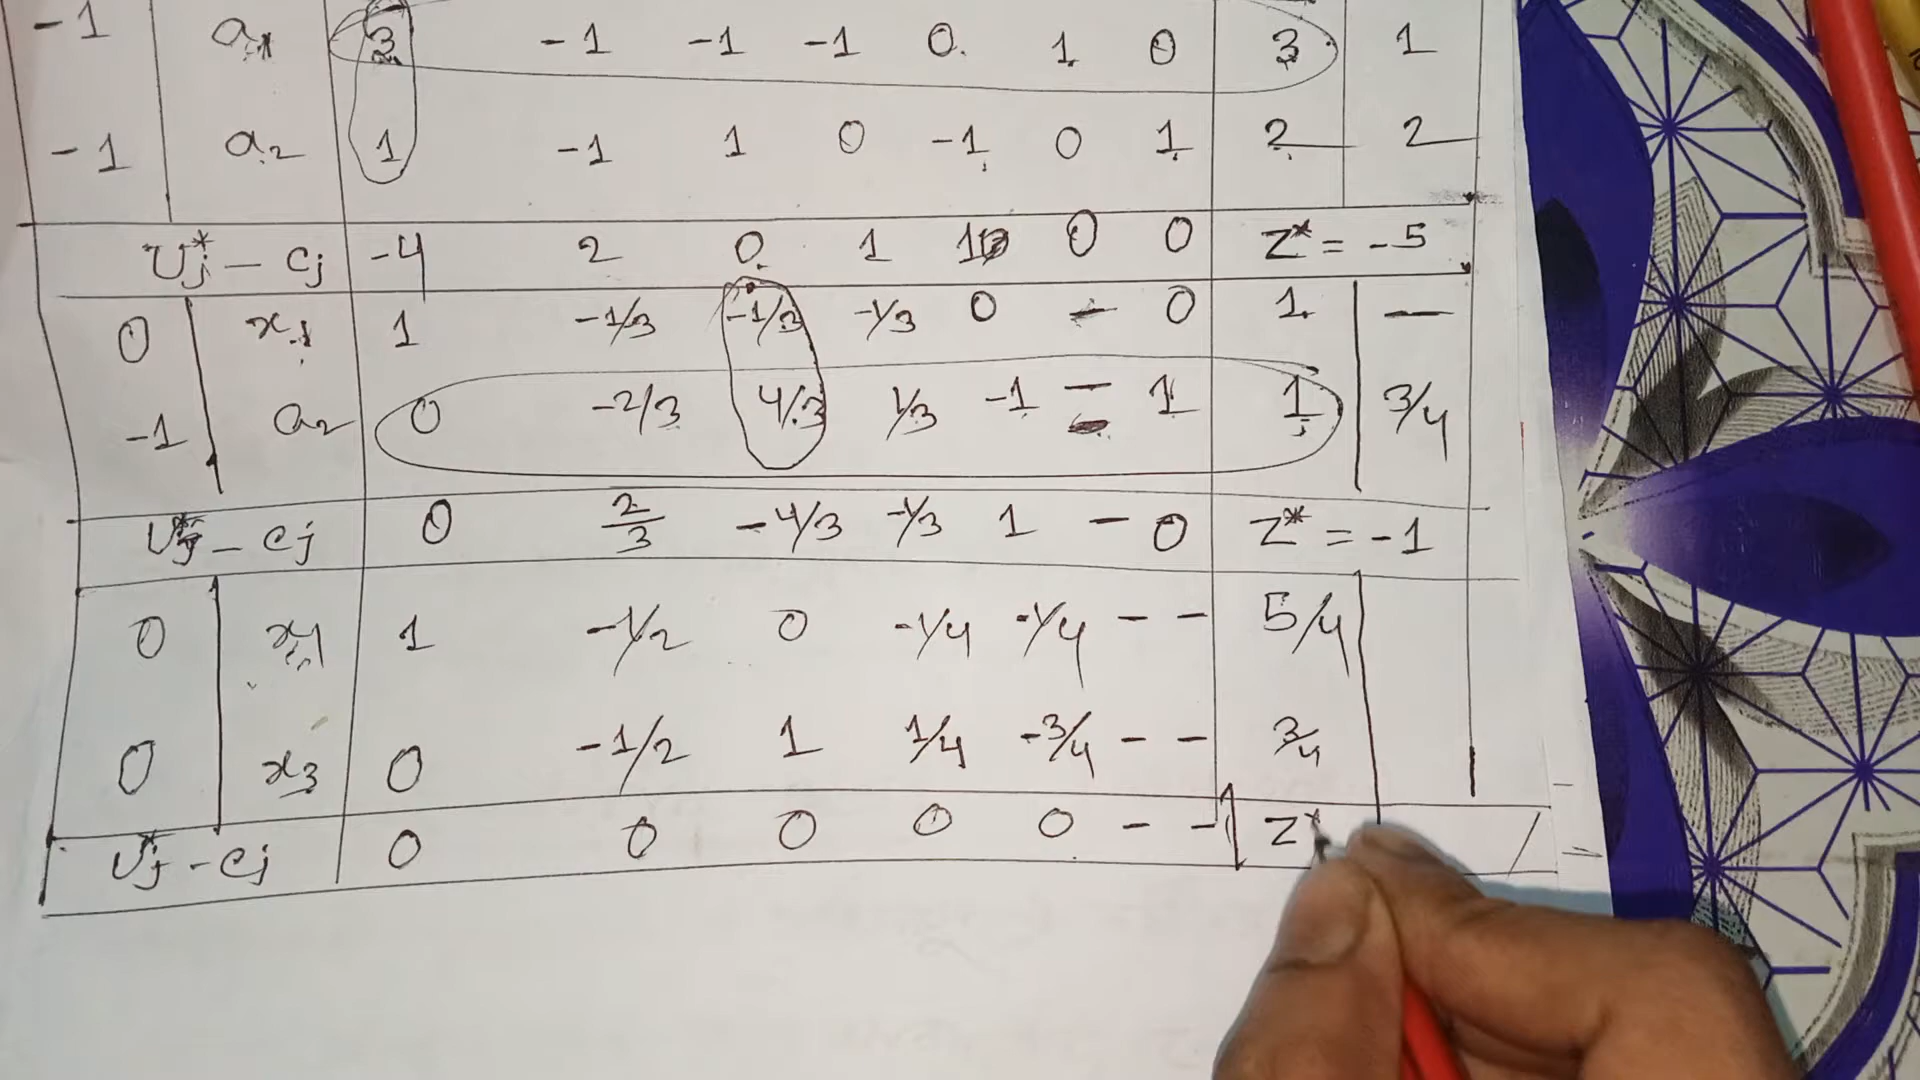 -1 a₁ 3 -1 -1 -1 0 1 0 3 1
-1 a₂ 1 -1 1 0 -1 0 1 2 2
Uj* - cj -4 2 0 1 1 0 0 Z* = -5
0 x₁ 1 -1/3 -1/3 -1/3 0 - 0 1 -
-1 a₂ 0 -2/3 4/3 1/3 -1 - 1 1 3/4
Uj* - cj 0 2/3 -4/3 -1/3 1 - 0 Z* = -1
0 x₁ 1 -1/2 0 -1/4 -1/4 - - 5/4
0 x₃ 0 -1/2 1 1/4 -3/4 - - 3/4
Uj* - cj 0 0 0 0 0 - - Z*